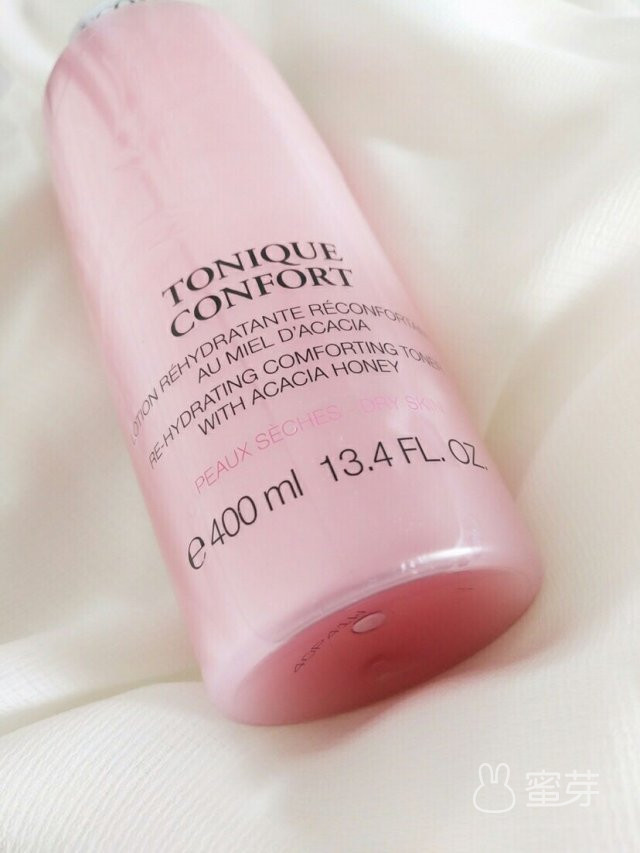 TONIQUE
CONFORT
LOTION RÉHYDRATANTE RÉCONFORTA
AU MIEL D'ACACIA
RE-HYDRATING COMFORTING TONER
WITH ACACIA HONEY
PEAUX SÈCHES - DRY SKIN
e 400 ml 13.4 FL. OZ.
蜜芽